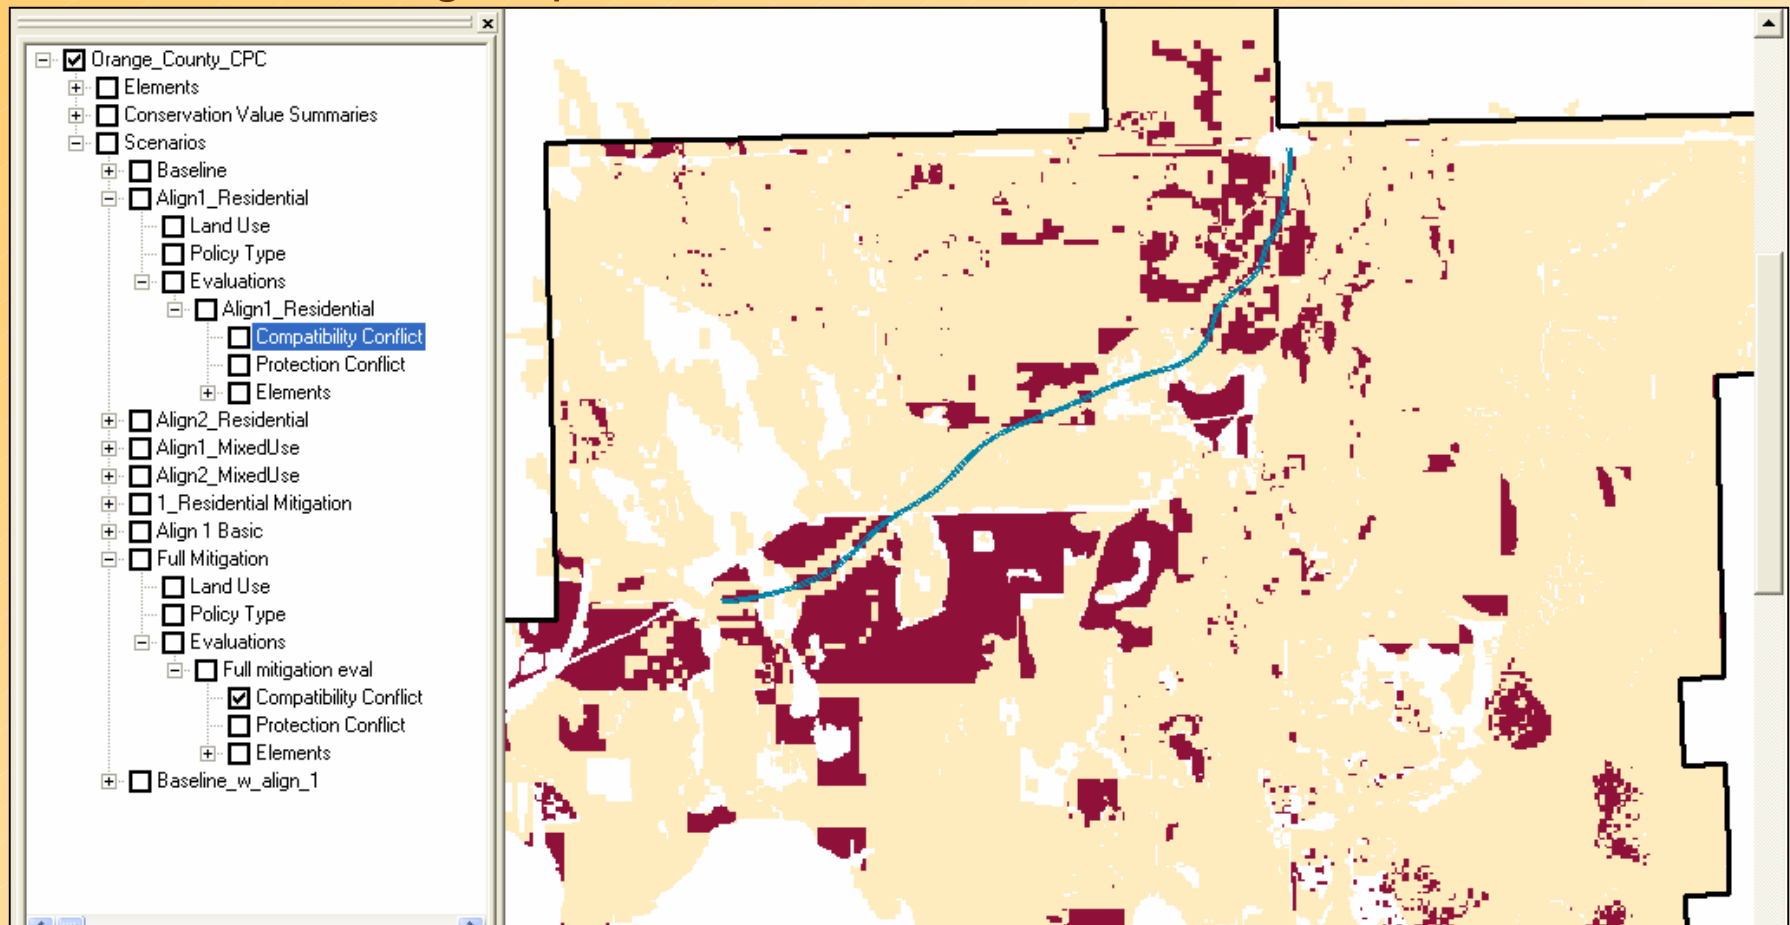 Orange_County_CPC
Elements
Conservation Value Summaries
Scenarios
Baseline
Align1_Residential
Land Use
Policy Type
Evaluations
Align1_Residential
Compatibility Conflict
Protection Conflict
Elements
Align2_Residential
Align1_MixedUse
Align2_MixedUse
1_Residential Mitigation
Align 1 Basic
Full Mitigation
Land Use
Policy Type
Evaluations
Full mitigation eval
Compatibility Conflict
Protection Conflict
Elements
Baseline_w_align_1